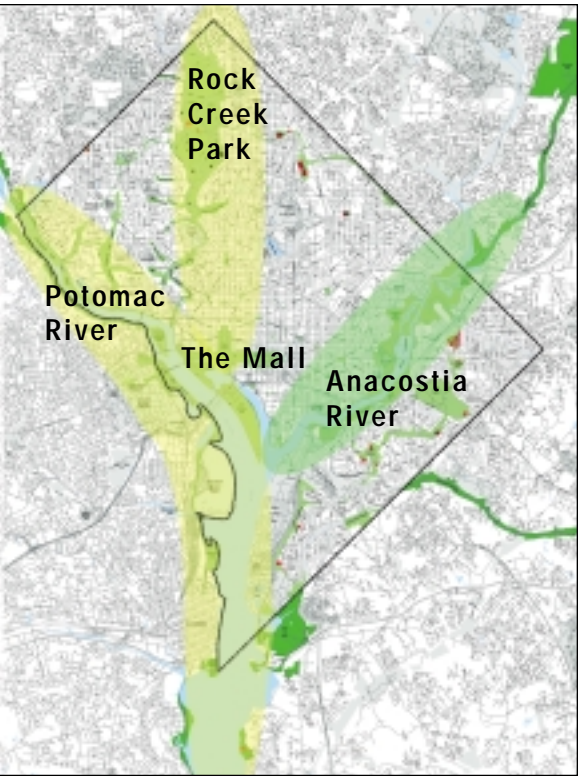 Rock
Creek
Park
Potomac
River
The Mall
Anacostia
River